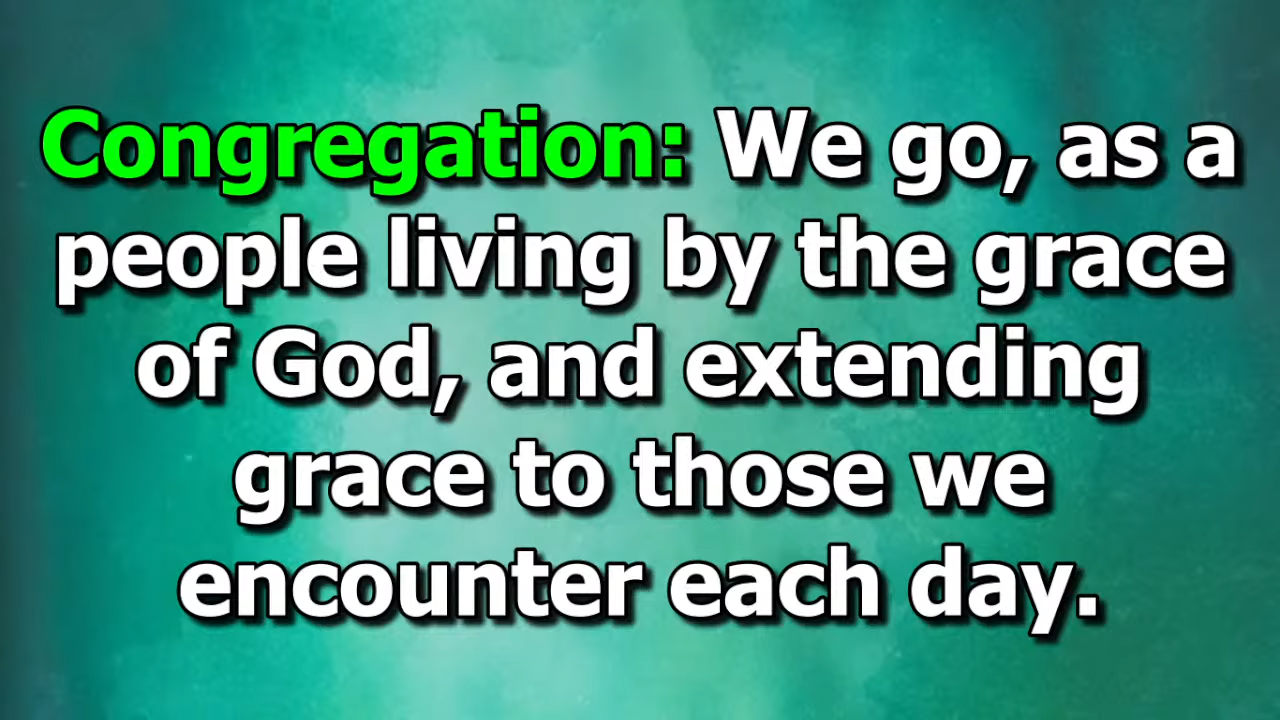 Congregation: We go, as a
people living by the grace
of God, and extending
grace to those we
encounter each day.